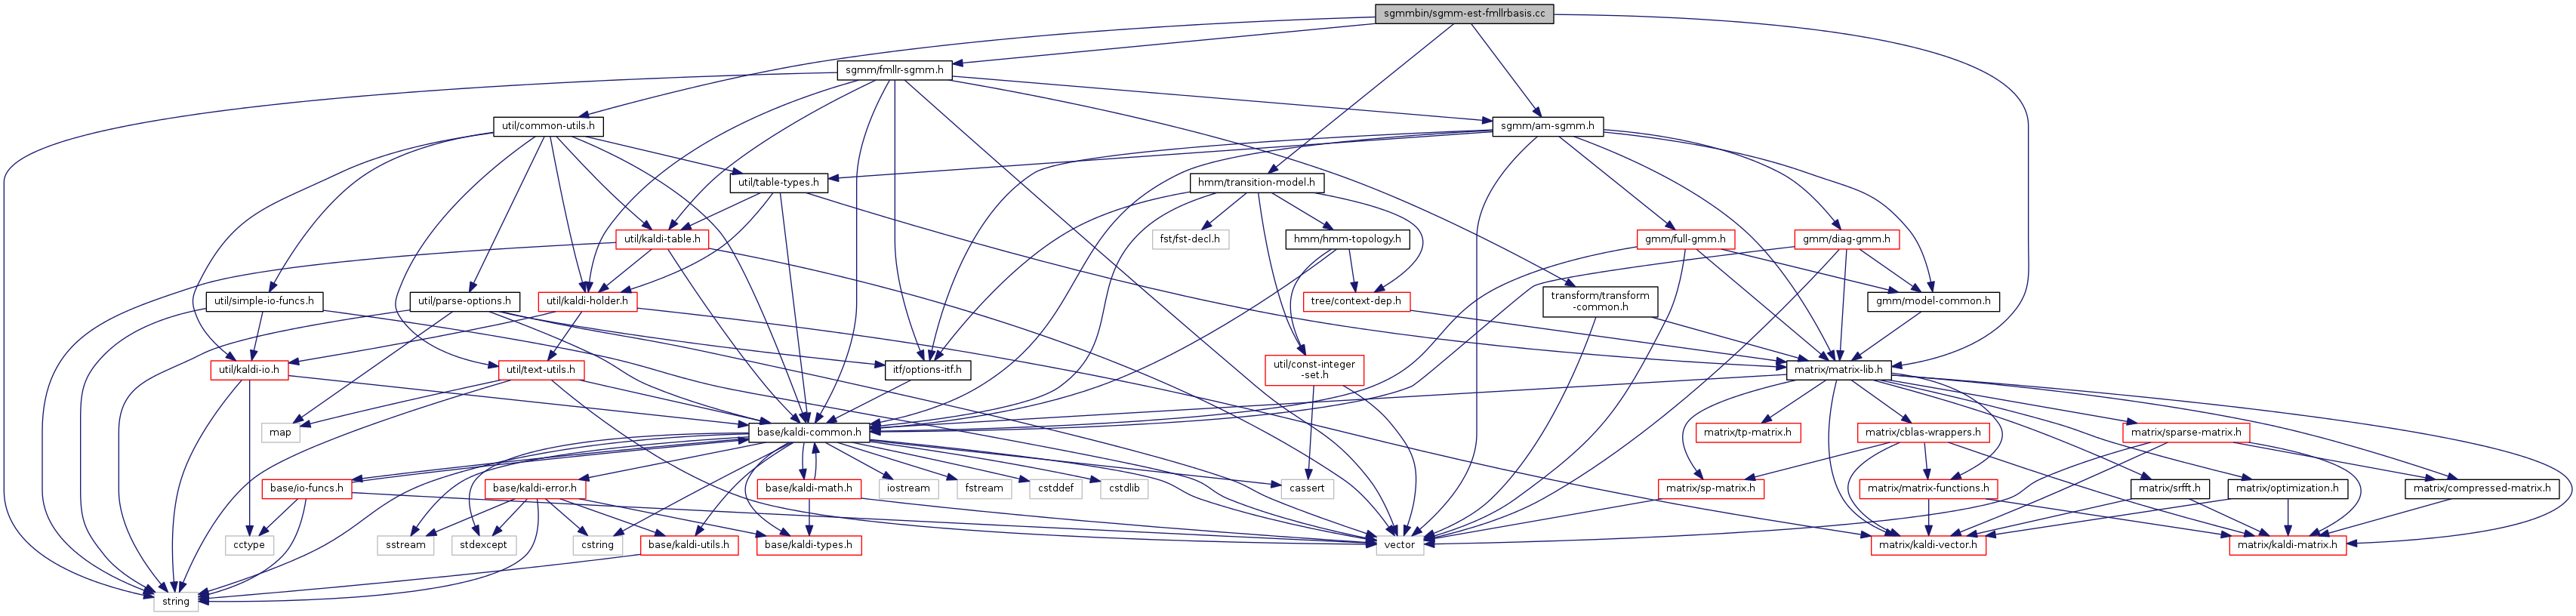 sgmmbin/sgmm-est-fmllrbasis.cc
sgmm/fmllr-sgmm.h
util/common-utils.h
sgmm/am-sgmm.h
util/table-types.h
hmm/transition-model.h
util/kaldi-table.h
fst/fst-decl.h
hmm/hmm-topology.h
gmm/full-gmm.h
gmm/diag-gmm.h
util/simple-io-funcs.h
util/parse-options.h
util/kaldi-holder.h
tree/context-dep.h
transform/transform
-common.h
gmm/model-common.h
util/kaldi-io.h
util/text-utils.h
itf/options-itf.h
util/const-integer
-set.h
matrix/matrix-lib.h
map
base/kaldi-common.h
matrix/tp-matrix.h
matrix/cblas-wrappers.h
matrix/sparse-matrix.h
base/io-funcs.h
base/kaldi-error.h
base/kaldi-math.h
iostream
fstream
cstddef
cstdlib
cassert
matrix/sp-matrix.h
matrix/matrix-functions.h
matrix/srfft.h
matrix/optimization.h
matrix/compressed-matrix.h
cctype
sstream
stdexcept
cstring
base/kaldi-utils.h
base/kaldi-types.h
vector
matrix/kaldi-vector.h
matrix/kaldi-matrix.h
string